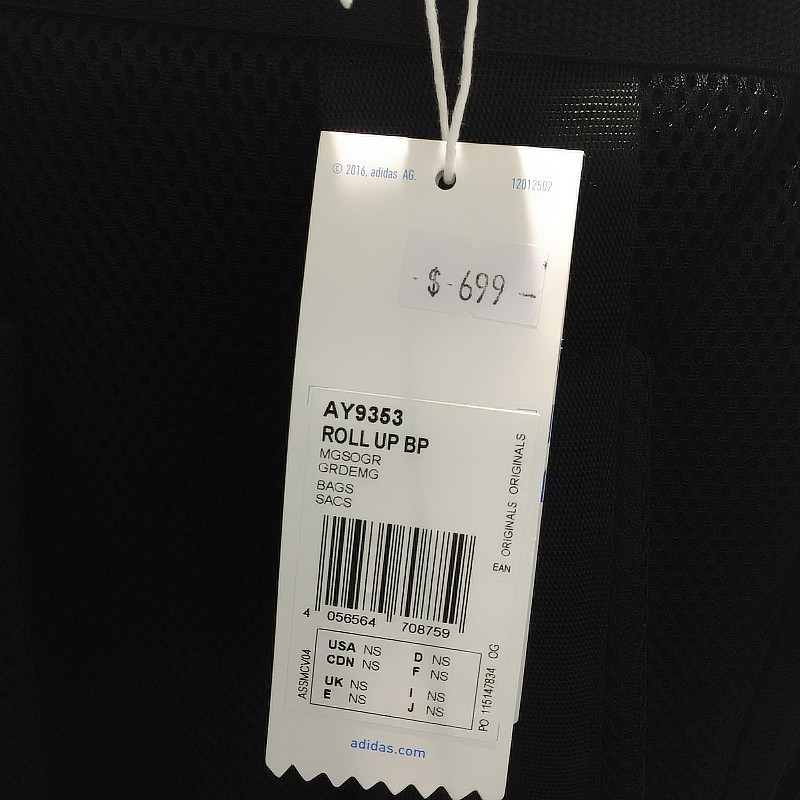 © 2016, adidas AG.
12012502
- $ - 699 -
AY9353
ROLL UP BP
MGSOGR
GRDEMG
BAGS
SACS
EAN ORIGINALS ORIGINALS
4 056564 708759
ASSMCV04
USA NS D NS
CDN NS F NS
UK NS I NS
E NS J NS
PO 115147834 OG
adidas.com